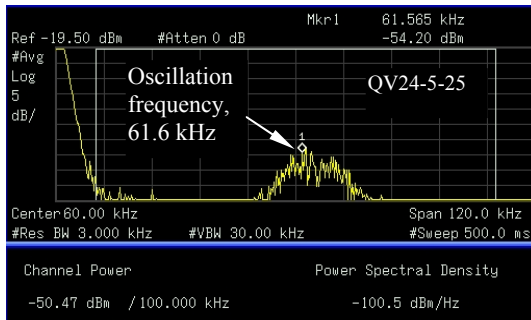 Mkr1 61.565 kHz
Ref -19.50 dBm #Atten 0 dB -54.20 dBm
#Avg
Log
5
dB/
Oscillation
frequency,
61.6 kHz
QV24-5-25
1
Center 60.00 kHz Span 120.0 kHz
#Res BW 3.000 kHz #VBW 30.00 kHz #Sweep 500.0 ms
Channel Power Power Spectral Density
-50.47 dBm / 100.000 kHz -100.5 dBm/Hz